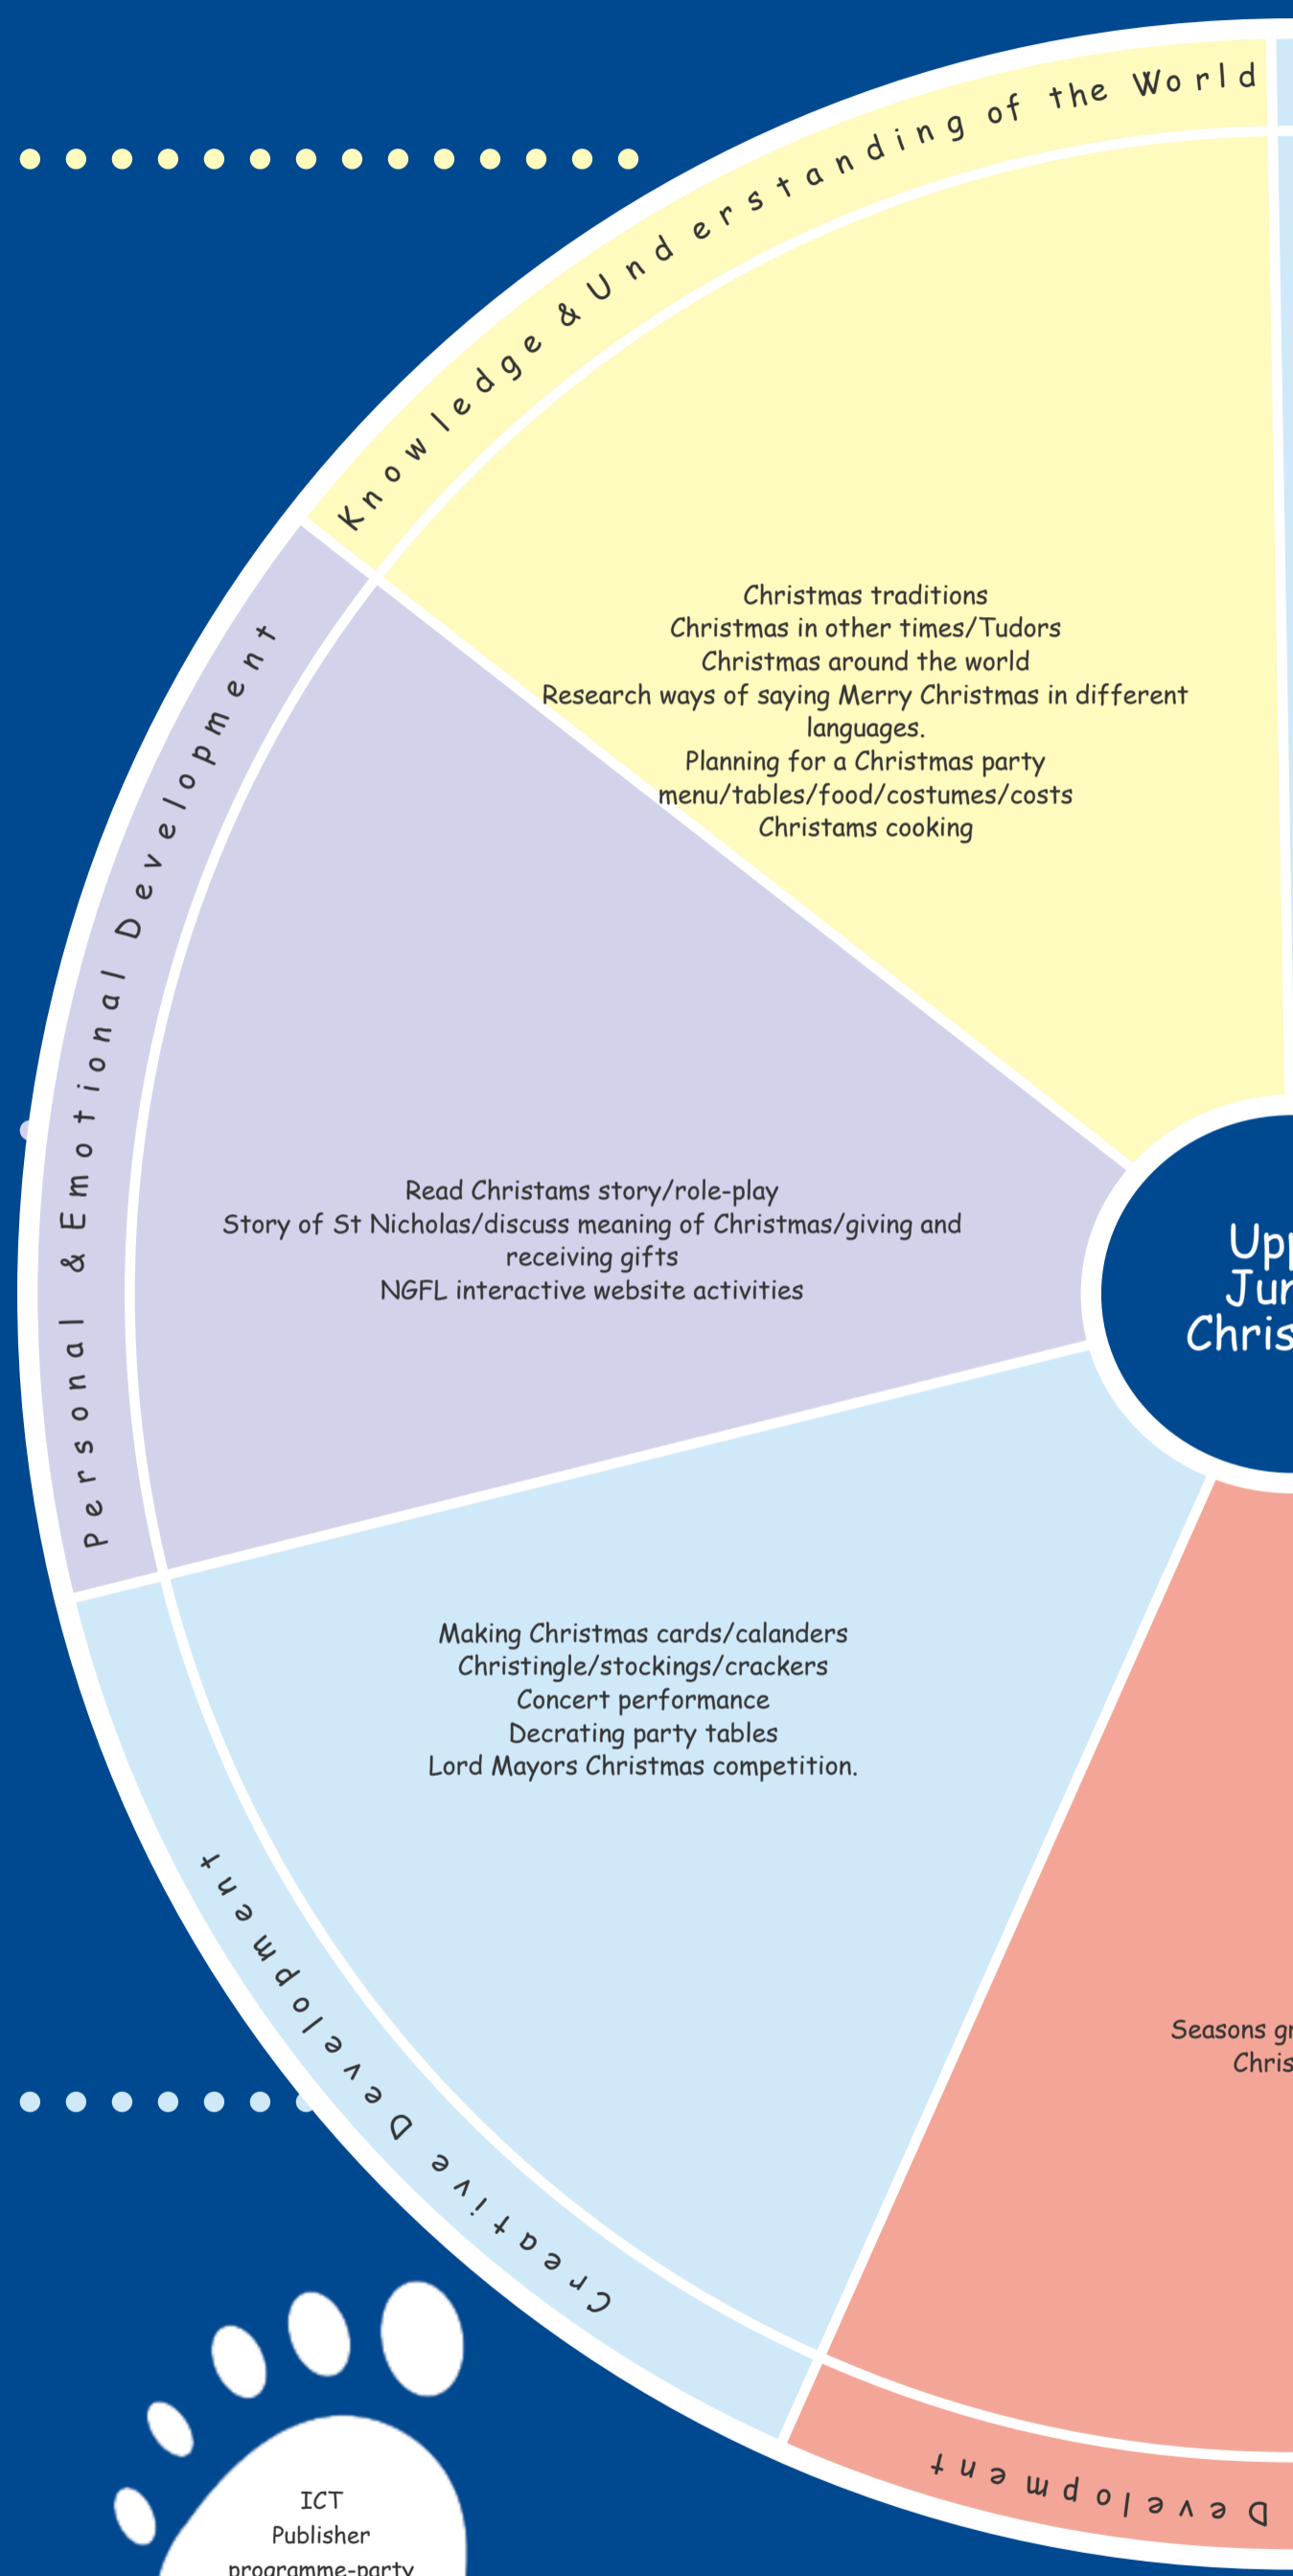 Knowledge & Understanding of the World
Christmas traditions
Christmas in other times/Tudors
Christmas around the world
Research ways of saying Merry Christmas in different
languages.
Planning for a Christmas party
menu/tables/food/costumes/costs
Christams cooking
Personal & Emotional Development
Read Christams story/role-play
Story of St Nicholas/discuss meaning of Christmas/giving and
receiving gifts
NGFL interactive website activities
Making Christmas cards/calanders
Christingle/stockings/crackers
Concert performance
Decrating party tables
Lord Mayors Christmas competition.
Creative Development
Seasons
Development
ICT
Publisher
programme-party